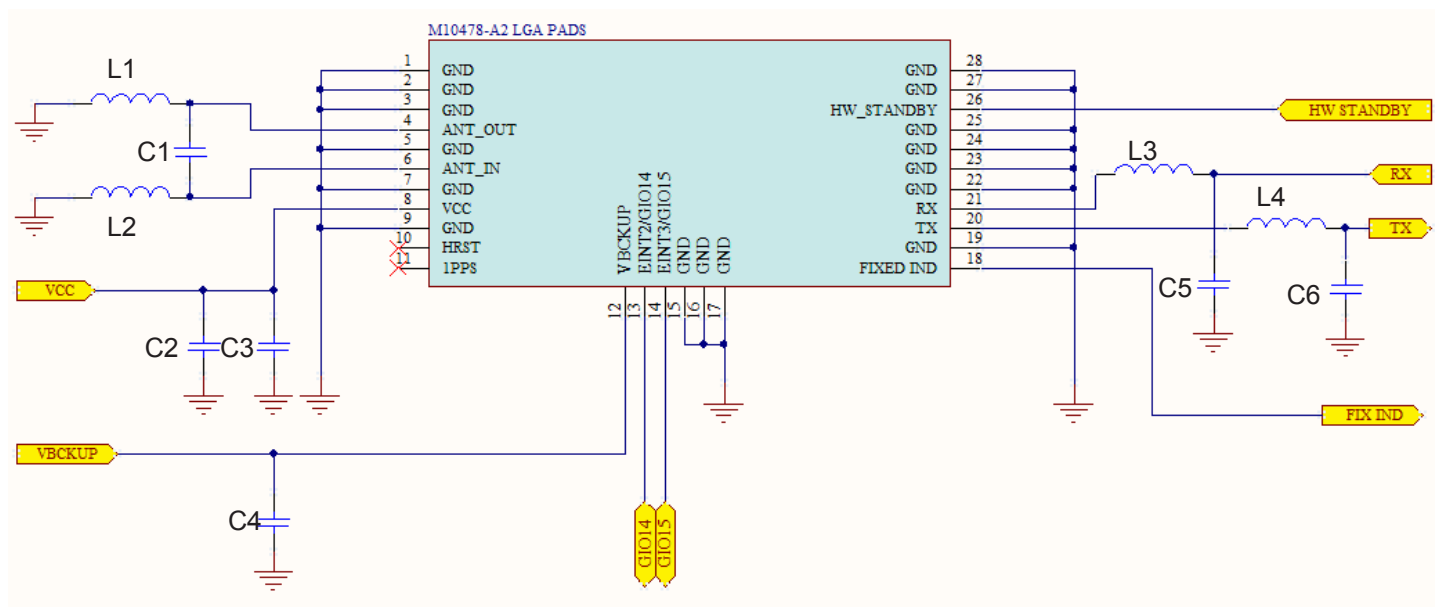 M10478-A2 LGA PADS
L1
C1
L2
VCC
C2
C3
VBCKUP
C4
1 GND
2 GND
3 GND
4 ANT_OUT
5 GND
6 ANT_IN
7 GND
8 VCC
9 GND
10 HRST
11 1PPS
VBCKUP 12
EINT2/GIO14 13
EINT3/GIO15 14
GND 15
GND 16
GND 17
GIO14
GIO15
GND 28
GND 27
HW_STANDBY 26
GND 25
GND 24
GND 23
GND 22
RX 21
TX 20
GND 19
FIXED IND 18
HW STANDBY
L3
RX
L4
TX
C5
C6
FIX IND